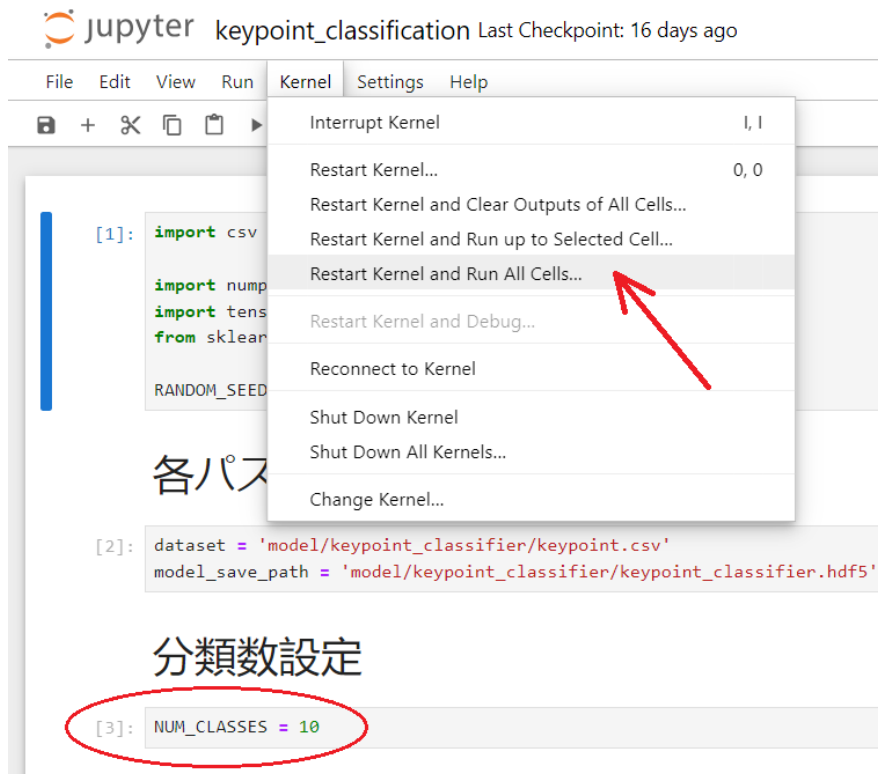 jupyter keypoint_classification Last Checkpoint: 16 days ago
File Edit View Run Kernel Settings Help
Interrupt Kernel I, I
Restart Kernel... 0, 0
Restart Kernel and Clear Outputs of All Cells...
Restart Kernel and Run up to Selected Cell...
Restart Kernel and Run All Cells...
Restart Kernel and Debug...
Reconnect to Kernel
Shut Down Kernel
Shut Down All Kernels...
Change Kernel...
[1]: import csv
import nump
import tens
from sklear
RANDOM_SEED
各パス
[2]: dataset = 'model/keypoint_classifier/keypoint.csv'
model_save_path = 'model/keypoint_classifier/keypoint_classifier.hdf5'
分類数設定
[3]: NUM_CLASSES = 10